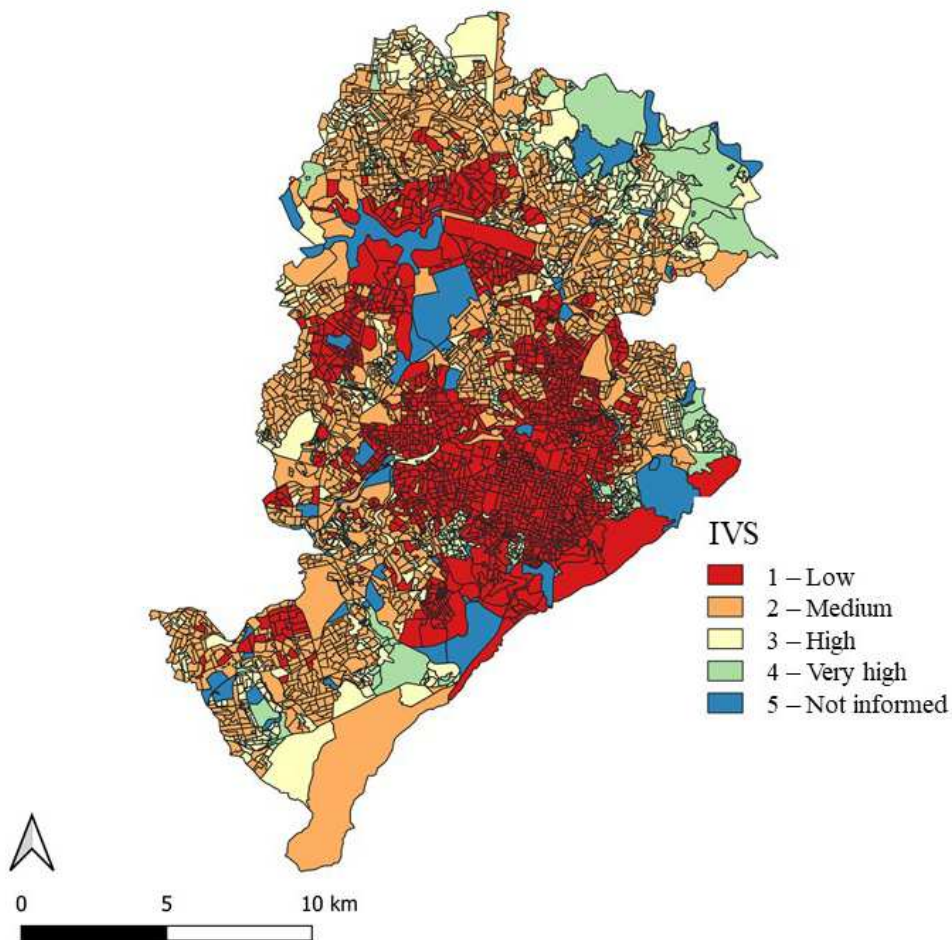 IVS
1 – Low
2 – Medium
3 – High
4 – Very high
5 – Not informed
0 5 10 km